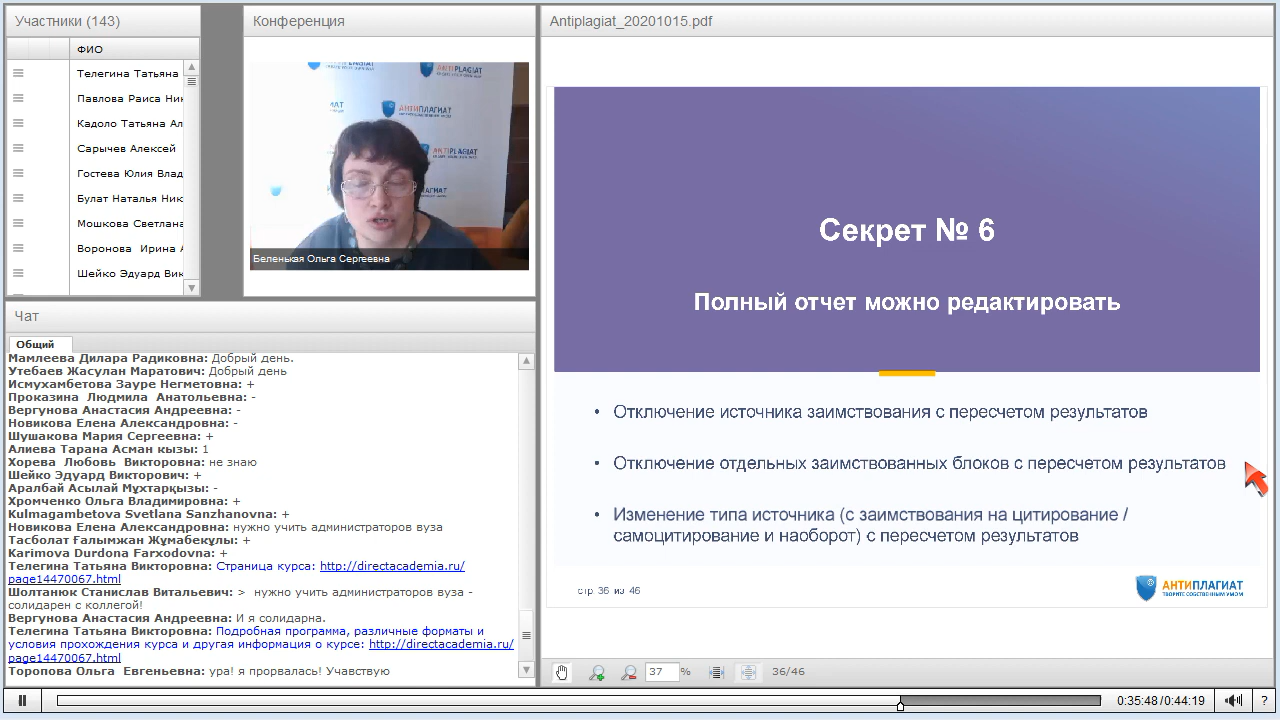 Участники (143)
ФИО
Телегина Татьяна
Павлова Раиса Ник
Кадоло Татьяна Ал
Сарычев Алексей
Гостева Юлия Влад
Булат Наталья Ник
Мошкова Светлана
Воронова Ирина А
Шейко Эдуард Вик
Конференция
АНТИПЛАГИАТ
Беленькая Ольга Сергеевна
Чат
Общий
Мамлеева Дилара Радиковна: Добрый день.
Утебаев Жасулан Маратович: Добрый день
Исмухамбетова Зауре Негметовна: +
Проказина Людмила Анатольевна: -
Вергунова Анастасия Андреевна: -
Новикова Елена Александровна: -
Шушакова Мария Сергеевна: +
Алиева Тарана Асман кызы: 1
Хорева Любовь Викторовна: не знаю
Шейко Эдуард Викторович: +
Аралбай Асылай Мұхтарқызы: -
Хромченко Ольга Владимировна: +
Kulmagambetova Svetlana Sanzhanovna: +
Новикова Елена Александровна: нужно учить администраторов вуза
Тасболат Ғалымжан Жұмабекұлы: +
Karimova Durdona Farxodovna: +
Телегина Татьяна Викторовна: Страница курса: http://directacademia.ru/
page14470067.html
Шолтанюк Станислав Витальевич: > нужно учить администраторов вуза -
солидарен с коллегой!
Вергунова Анастасия Андреевна: И я солидарна.
Телегина Татьяна Викторовна: Подробная программа, различные форматы и
условия прохождения курса и другая информация о курсе: http://directacademia.ru/
page14470067.html
Торопова Ольга Евгеньевна: ура! я прорвалась! Учавствую
Antiplagiat_20201015.pdf
Секрет № 6
Полный отчет можно редактировать
• Отключение источника заимствования с пересчетом результатов
• Отключение отдельных заимствованных блоков с пересчетом результатов
• Изменение типа источника (с заимствования на цитирование /
самоцитирование и наоборот) с пересчетом результатов
стр 36 из 46
АНТИПЛАГИАТ
ТВОРИТЕ СОБСТВЕННЫМ УМОМ
37 %
36/46
0:35:48/0:44:19
?